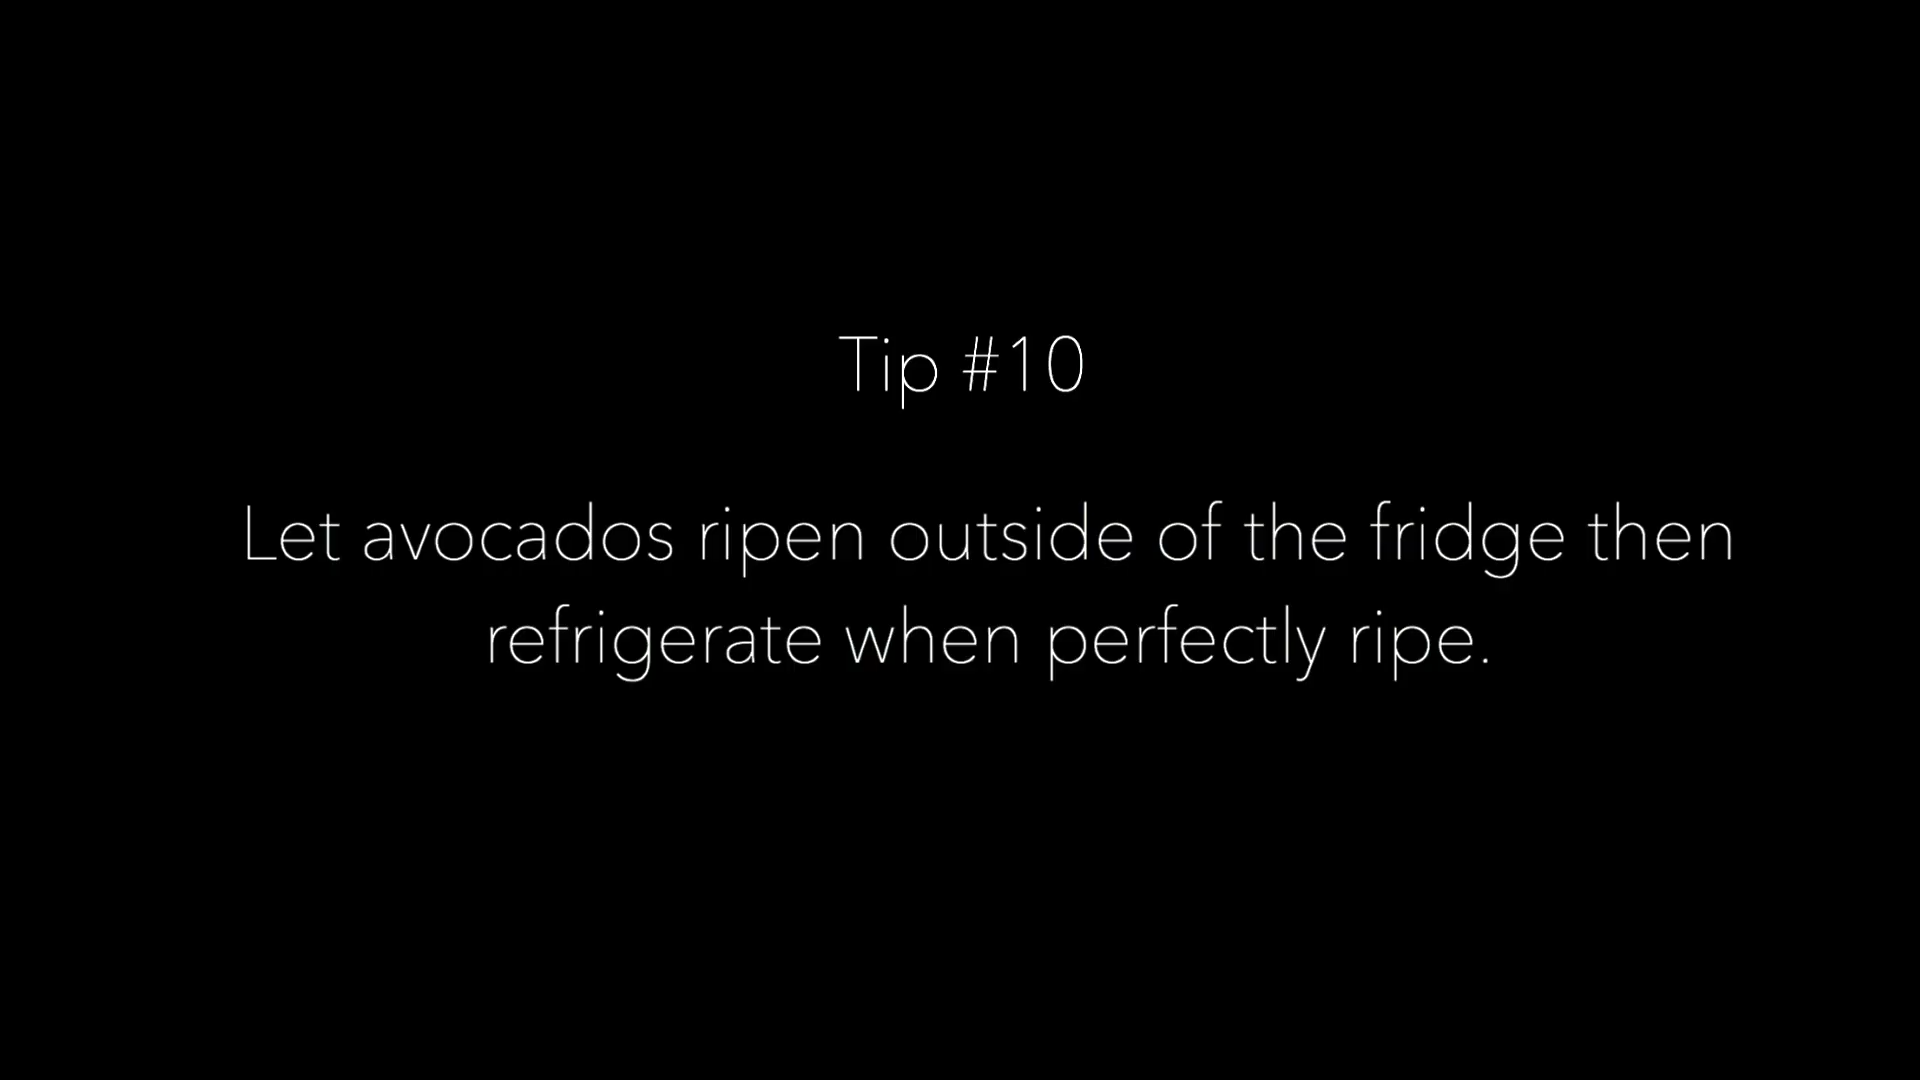 Tip #10
Let avocados ripen outside of the fridge then
refrigerate when perfectly ripe.